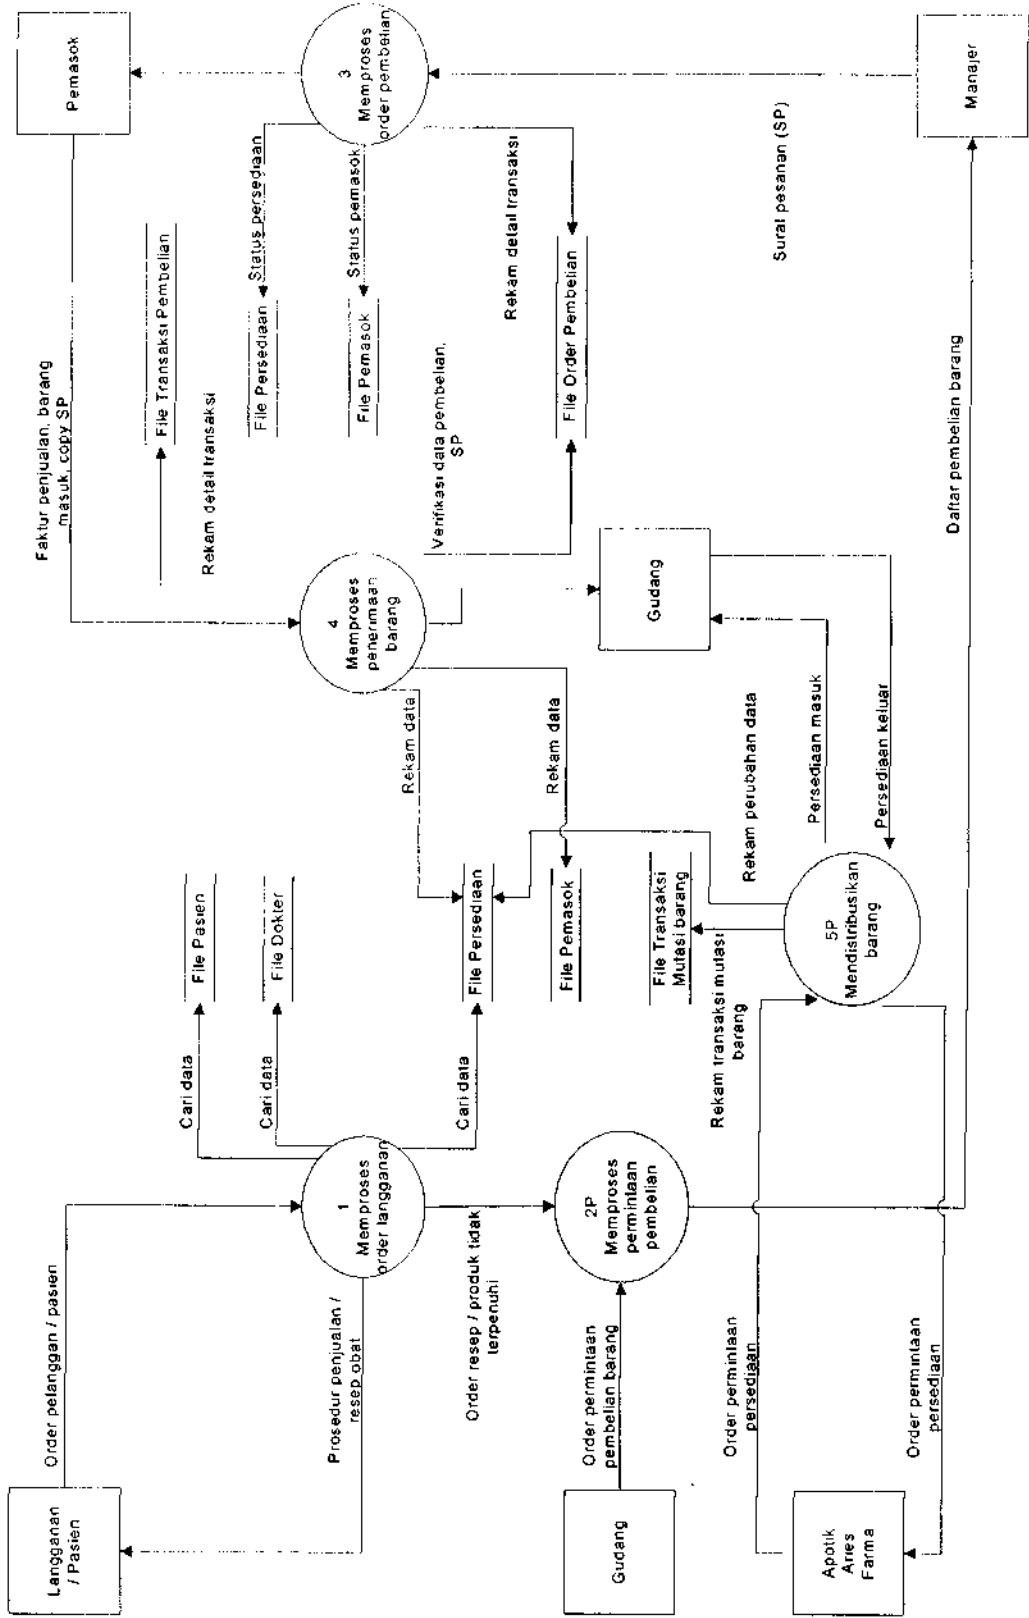 Langganan
/ Pasien
Order pelanggan / pasien
Prosedur penjualan /
resep obat
1
Memproses
order langganan
Cari data
File Pasien
Cari data
File Dokter
Cari data
File Persediaan
Order resep / produk tidak
terpenuhi
Gudang
Order permintaan
pembelian barang
2P
Memproses
permintaan
pembelian
Apotik
Aries
Farma
Order permintaan
persediaan
Order permintaan
persediaan
Rekam transaksi mutasi
barang
File Transaksi
Mutasi barang
5P
Mendistribusikan
barang
Rekam perubahan data
Persediaan masuk
Persediaan keluar
Gudang
File Pemasok
Rekam data
Rekam data
4
Memproses
penerimaan
barang
Faktur penjualan, barang
masuk, copy SP
Rekam detail transaksi
File Transaksi Pembelian
Verifikasi data pembelian,
SP
File Persediaan
Status persediaan
File Pemasok
Status pemasok
File Order Pembelian
Rekam detail transaksi
Pemasok
3
Memproses
order pembelian
Surat pesanan (SP)
Daftar pembelian barang
Manajer